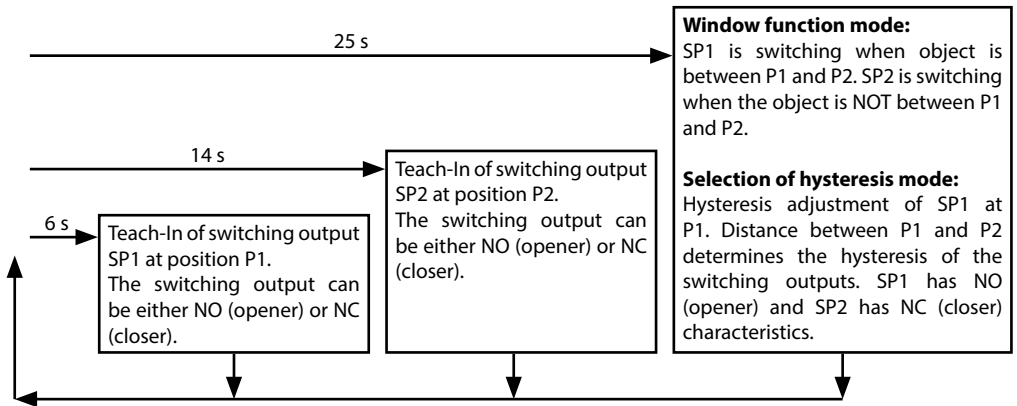 25 s
Window function mode:
SP1 is switching when object is
between P1 and P2. SP2 is switching
when the object is NOT between P1
and P2.
Selection of hysteresis mode:
Hysteresis adjustment of SP1 at
P1. Distance between P1 and P2
determines the hysteresis of the
switching outputs. SP1 has NO
(opener) and SP2 has NC (closer)
characteristics.
14 s
Teach-In of switching output
SP2 at position P2.
The switching output can
be either NO (opener) or NC
(closer).
6 s
Teach-In of switching output
SP1 at position P1.
The switching output can
be either NO (opener) or NC
(closer).